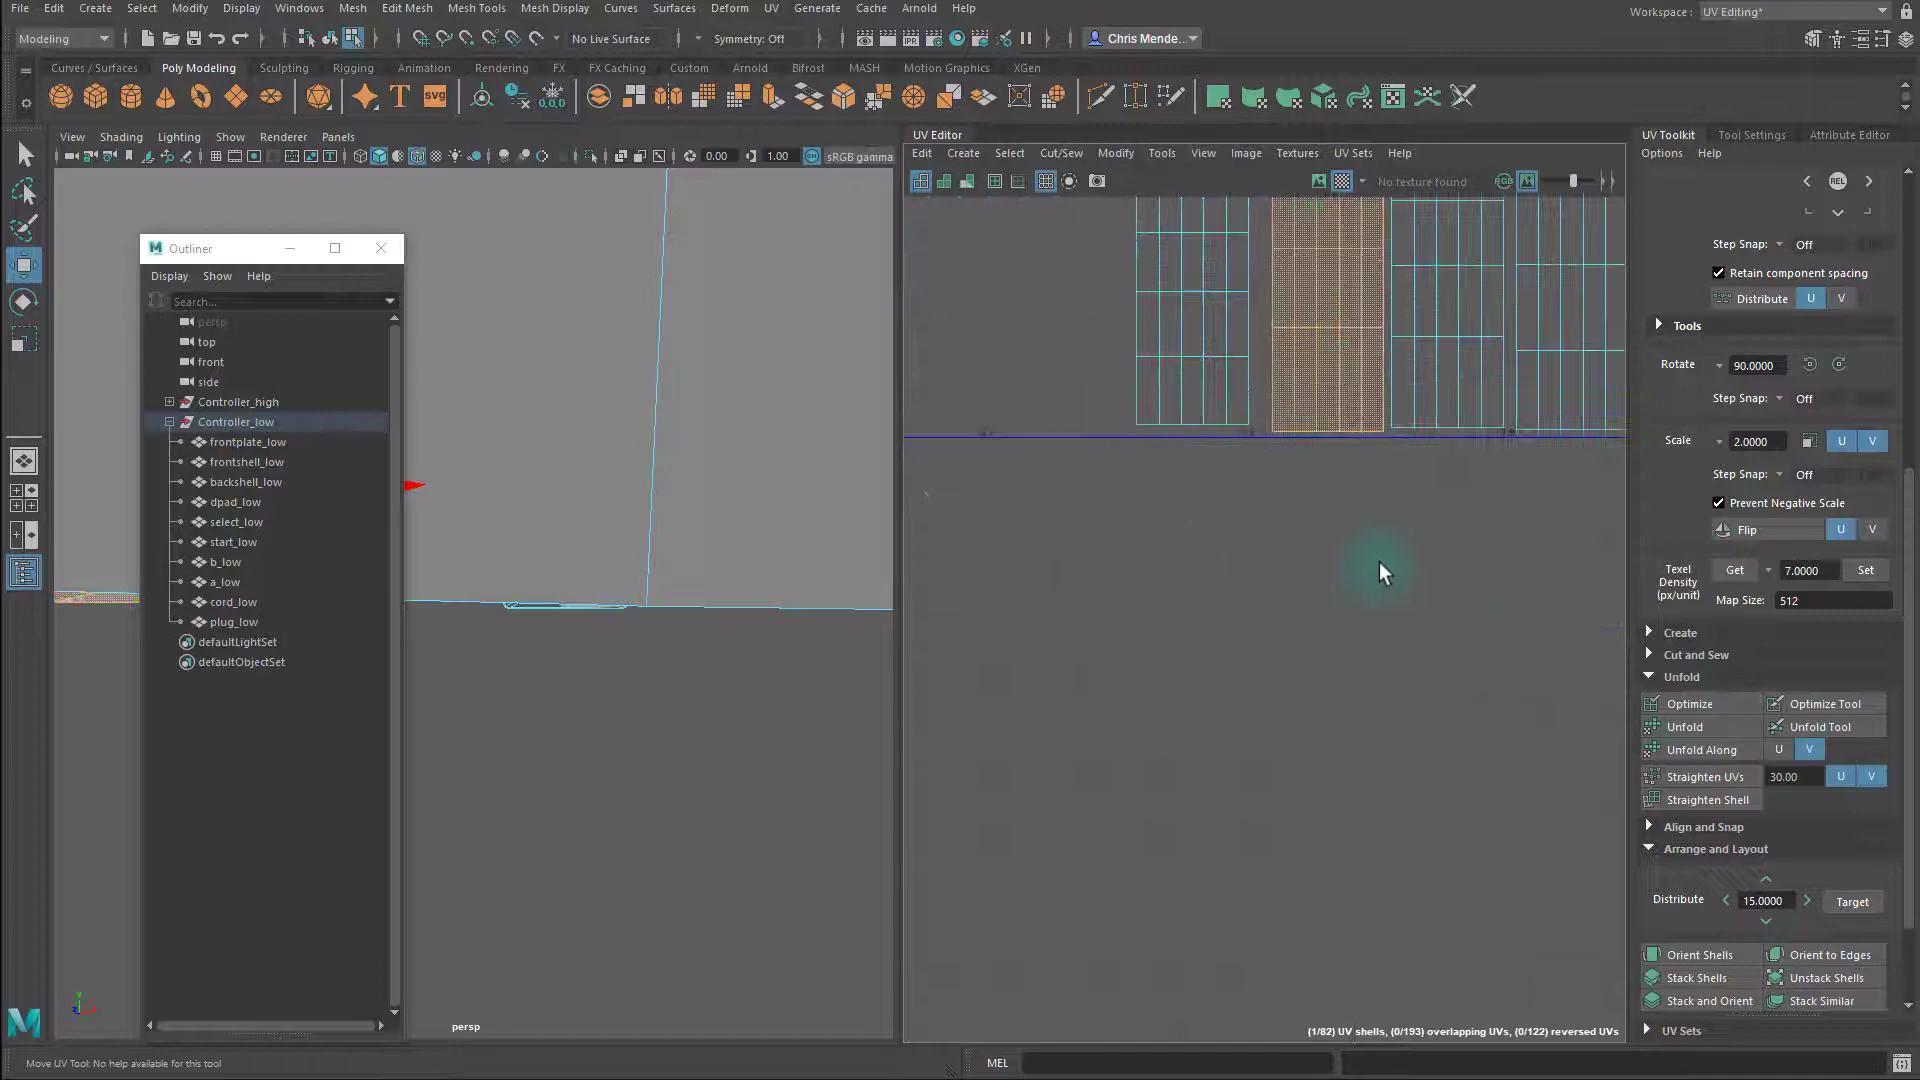 File Edit Create Select Modify Display Windows Mesh Edit Mesh Mesh Tools Mesh Display Curves Surfaces Deform UV Generate Cache Arnold Help
Workspace : UV Editing*
Modeling
No Live Surface
Symmetry: Off
IPR
Chris Mende...
Curves / Surfaces Poly Modeling Sculpting Rigging Animation Rendering FX FX Caching Custom Arnold Bifrost MASH Motion Graphics XGen
T SVG 0,0,0
View Shading Lighting Show Renderer Panels
0.00 1.00 sRGB gamma
Outliner
Display Show Help
Search...
persp
top
front
side
Controller_high
Controller_low
frontplate_low
frontshell_low
backshell_low
dpad_low
select_low
start_low
b_low
a_low
cord_low
plug_low
defaultLightSet
defaultObjectSet
persp
UV Editor
Edit Create Select Cut/Sew Modify Tools View Image Textures UV Sets Help
No texture found
RGB
(1/82) UV shells, (0/193) overlapping UVs, (0/122) reversed UVs
UV Toolkit Tool Settings Attribute Editor
Options Help
REL
Step Snap: Off
Retain component spacing
Distribute U V
Tools
Rotate 90.0000
Step Snap: Off
Scale 2.0000 U V
Step Snap: Off
Prevent Negative Scale
Flip U V
Texel Density (px/unit) Get 7.0000 Set
Map Size: 512
Create
Cut and Sew
Unfold
Optimize Optimize Tool
Unfold Unfold Tool
Unfold Along U V
Straighten UVs 30.00 U V
Straighten Shell
Align and Snap
Arrange and Layout
Distribute 15.0000 Target
Orient Shells Orient to Edges
Stack Shells Unstack Shells
Stack and Orient Stack Similar
UV Sets
Move UV Tool: No help available for this tool
MEL